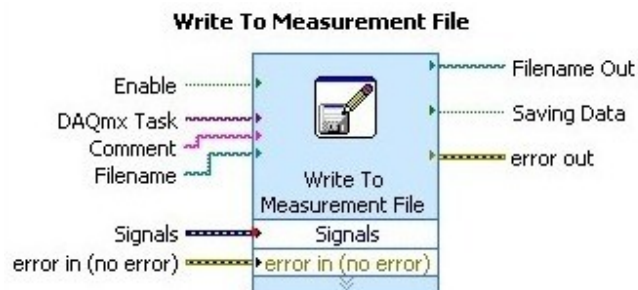 Write To Measurement File
Enable
DAQmx Task
Comment
Filename
Signals
error in (no error)
Write To
Measurement File
Signals
error in (no error)
Filename Out
Saving Data
error out